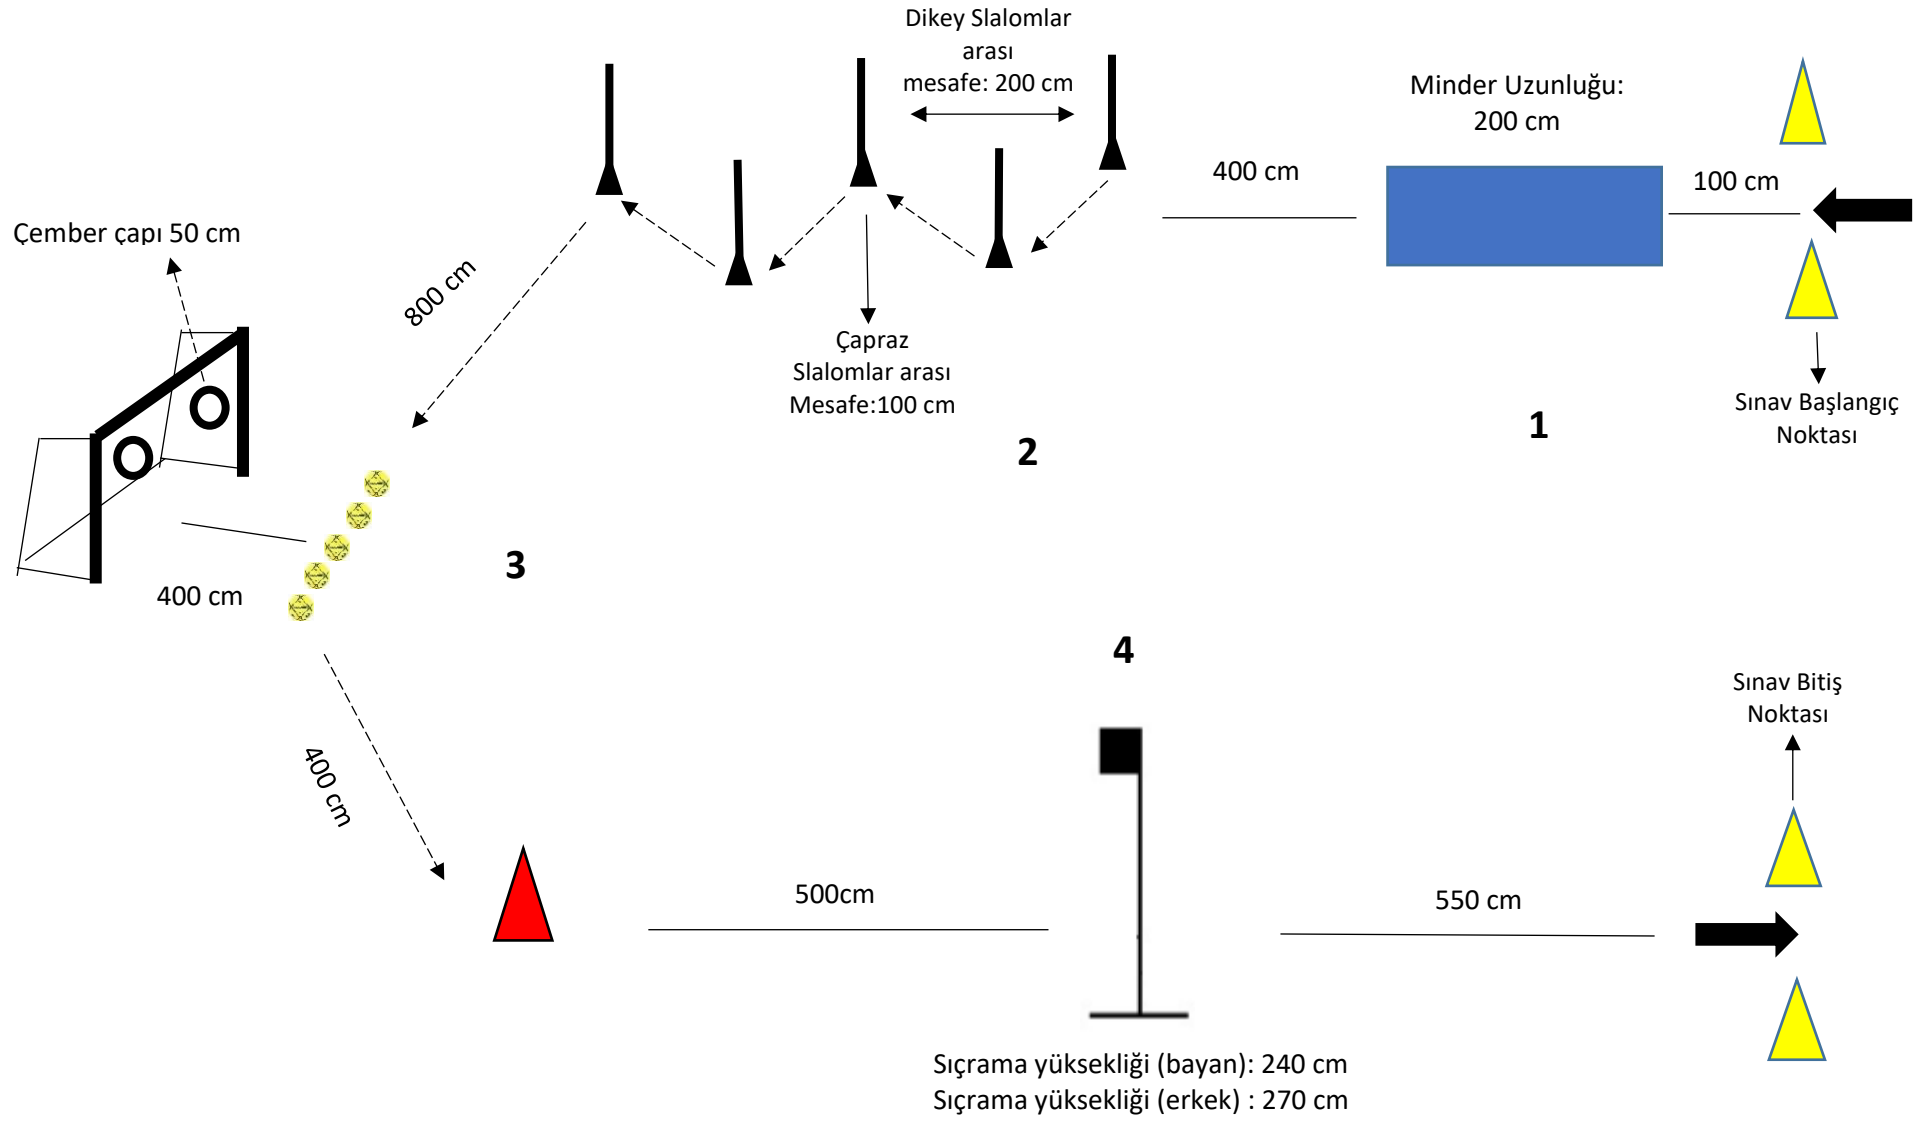 Dikey Slalomlar
arası
mesafe: 200 cm
Minder Uzunluğu:
200 cm
400 cm
100 cm
Çember çapı 50 cm
800 cm
Çapraz
Slalomlar arası
Mesafe:100 cm
Sınav Başlangıç
Noktası
1
2
3
400 cm
4
400 cm
Sınav Bitiş
Noktası
500cm
550 cm
Sıçrama yüksekliği (bayan): 240 cm
Sıçrama yüksekliği (erkek) : 270 cm